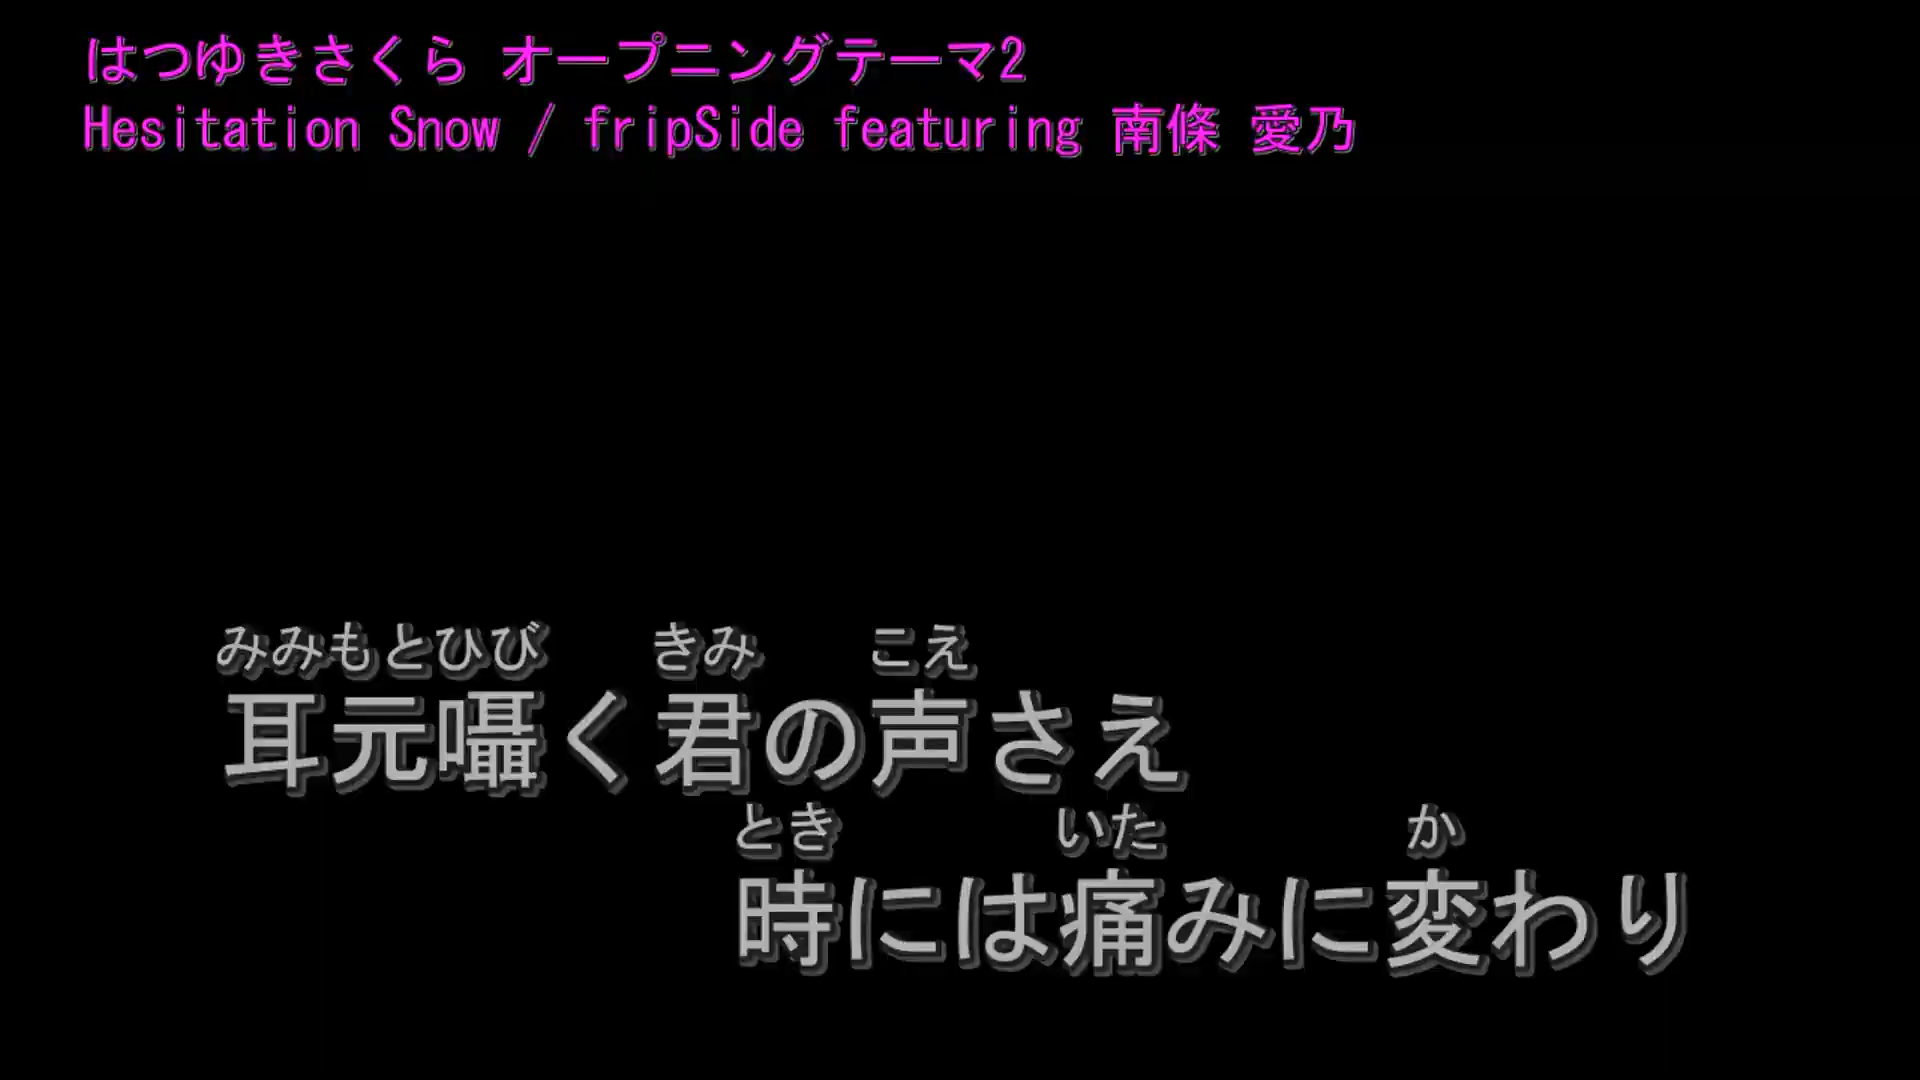 はつゆきさくら オープニングテーマ2
Hesitation Snow / fripSide featuring 南條 愛乃
みみもとひび きみ こえ
耳元囁く君の声さえ
とき いた か
時には痛みに変わり